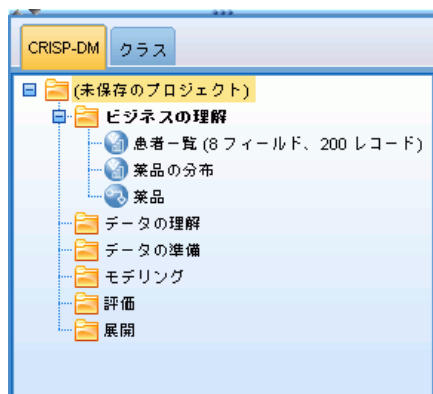 CRISP-DM クラス
(未保存のプロジェクト)
ビジネスの理解
患者一覧 (8 フィールド、200 レコード)
薬品の分布
薬品
データの理解
データの準備
モデリング
評価
展開